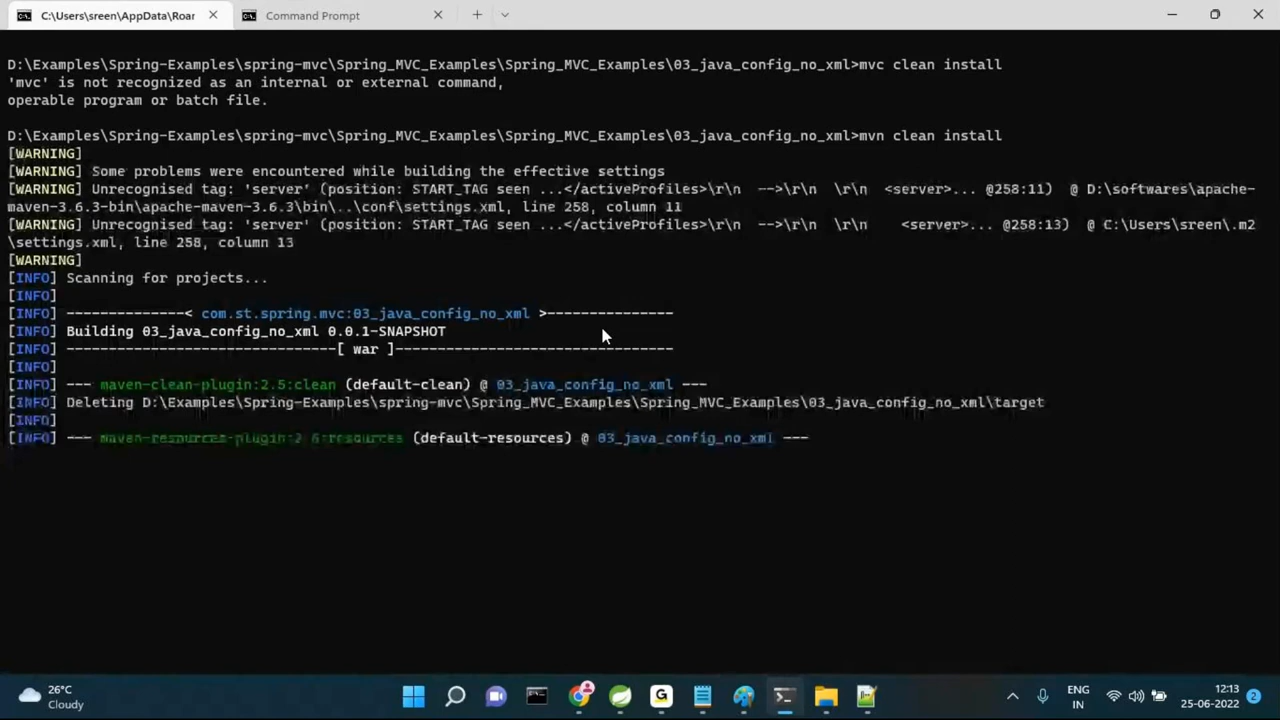 C:\Users\sreen\AppData\Roar
Command Prompt
D:\Examples\Spring-Examples\spring-mvc\Spring_MVC_Examples\Spring_MVC_Examples\03_java_config_no_xml>mvc clean install
'mvc' is not recognized as an internal or external command,
operable program or batch file.
D:\Examples\Spring-Examples\spring-mvc\Spring_MVC_Examples\Spring_MVC_Examples\03_java_config_no_xml>mvn clean install
[WARNING]
[WARNING] Some problems were encountered while building the effective settings
[WARNING] Unrecognised tag: 'server' (position: START_TAG seen ...</activeProfiles>\r\n  -->\r\n  \r\n  <server>... @258:11)  @ D:\softwares\apache-
maven-3.6.3-bin\apache-maven-3.6.3\bin\..\conf\settings.xml, line 258, column 11
[WARNING] Unrecognised tag: 'server' (position: START_TAG seen ...</activeProfiles>\r\n  -->\r\n  \r\n    <server>... @258:13)  @ C:\Users\sreen\.m2
\settings.xml, line 258, column 13
[WARNING]
[INFO] Scanning for projects...
[INFO]
[INFO] --------------< com.st.spring.mvc:03_java_config_no_xml >---------------
[INFO] Building 03_java_config_no_xml 0.0.1-SNAPSHOT
[INFO] --------------------------------[ war ]---------------------------------
[INFO]
[INFO] --- maven-clean-plugin:2.5:clean (default-clean) @ 03_java_config_no_xml ---
[INFO] Deleting D:\Examples\Spring-Examples\spring-mvc\Spring_MVC_Examples\Spring_MVC_Examples\03_java_config_no_xml\target
[INFO]
[INFO] --- maven-resources-plugin:2.6:resources (default-resources) @ 03_java_config_no_xml ---
26°C
Cloudy
ENG
IN
12:13
25-06-2022
2